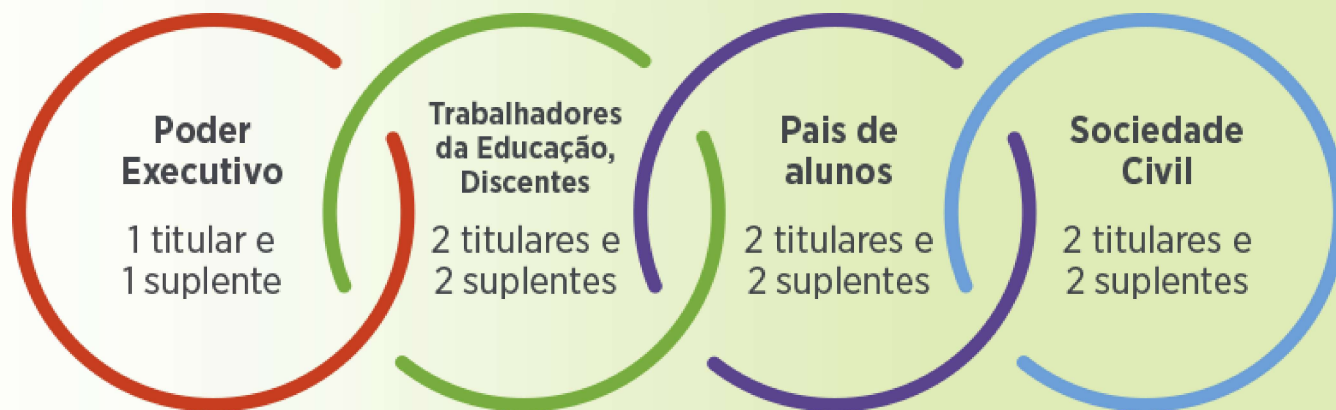 Poder
Executivo
1 titular e
1 suplente
Trabalhadores
da Educação,
Discentes
2 titulares e
2 suplentes
Pais de
alunos
2 titulares e
2 suplentes
Sociedade
Civil
2 titulares e
2 suplentes